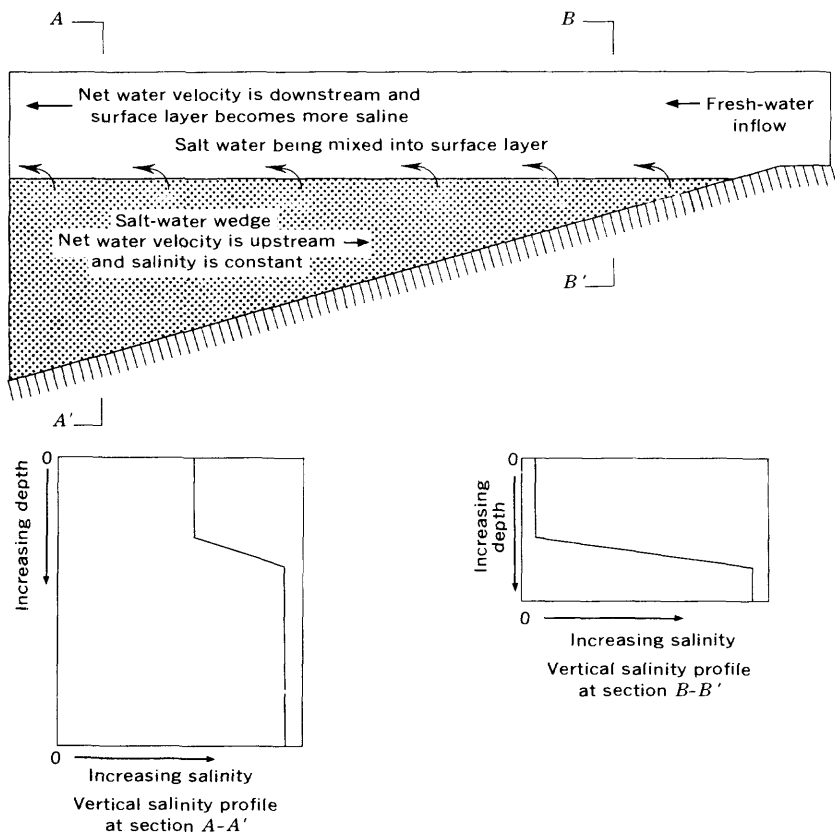 A
B
Net water velocity is downstream and
surface layer becomes more saline
Fresh-water
inflow
Salt water being mixed into surface layer
Salt-water wedge
Net water velocity is upstream
and salinity is constant
B'
A'
0
Increasing depth
0
Increasing salinity
Vertical salinity profile
at section A-A'
0
Increasing
depth
0
Increasing salinity
Vertical salinity profile
at section B-B'